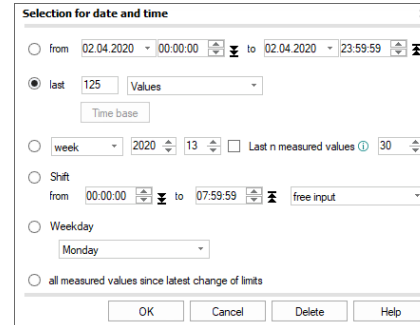 Selection for date and time
from 02.04.2020 00:00:00 to 02.04.2020 23:59:59
last 125 Values
Time base
week 2020 13 Last n measured values 30
Shift
from 00:00:00 to 07:59:59 free input
Weekday
Monday
all measured values since latest change of limits
OK Cancel Delete Help